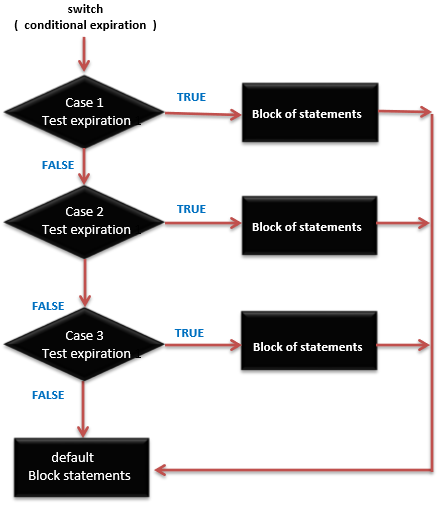 switch
( conditional expiration )
Case 1
Test expiration
TRUE
Block of statements
FALSE
Case 2
Test expiration
TRUE
Block of statements
FALSE
Case 3
Test expiration
TRUE
Block of statements
FALSE
default
Block statements